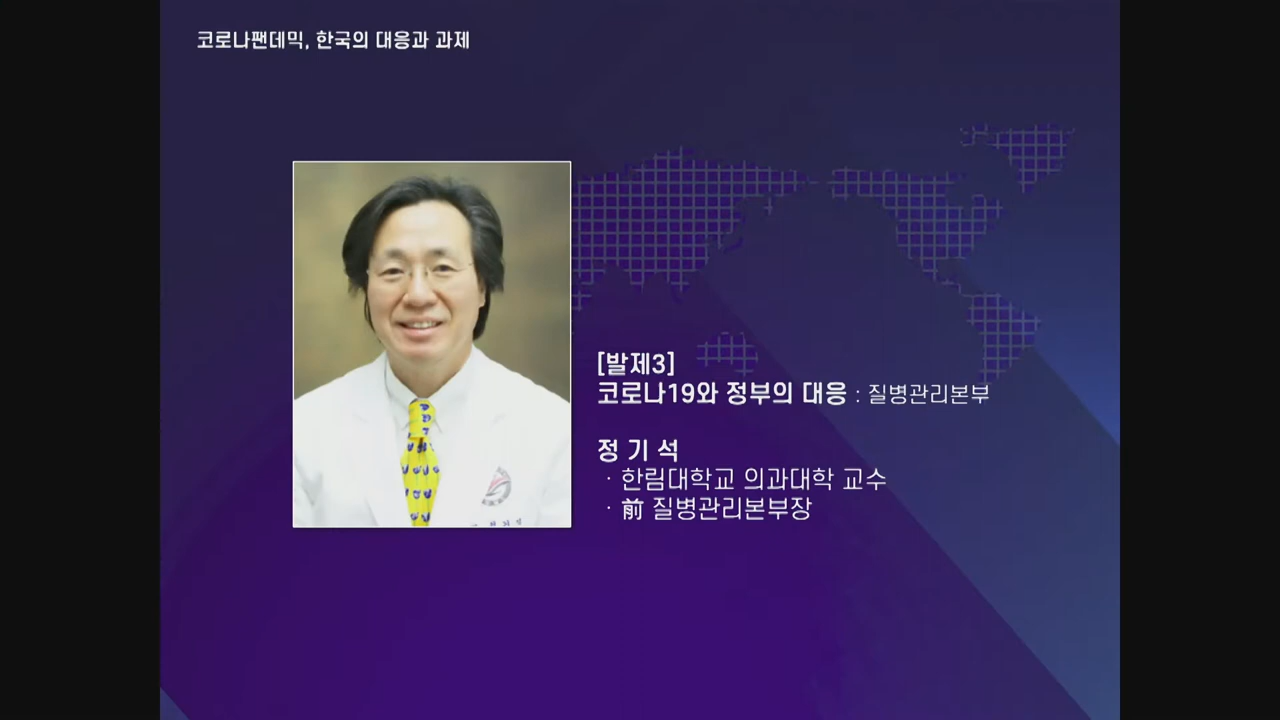 코로나팬데믹, 한국의 대응과 과제
[발제3]
코로나19와 정부의 대응 : 질병관리본부
정 기 석
· 한림대학교 의과대학 교수
· 前 질병관리본부장